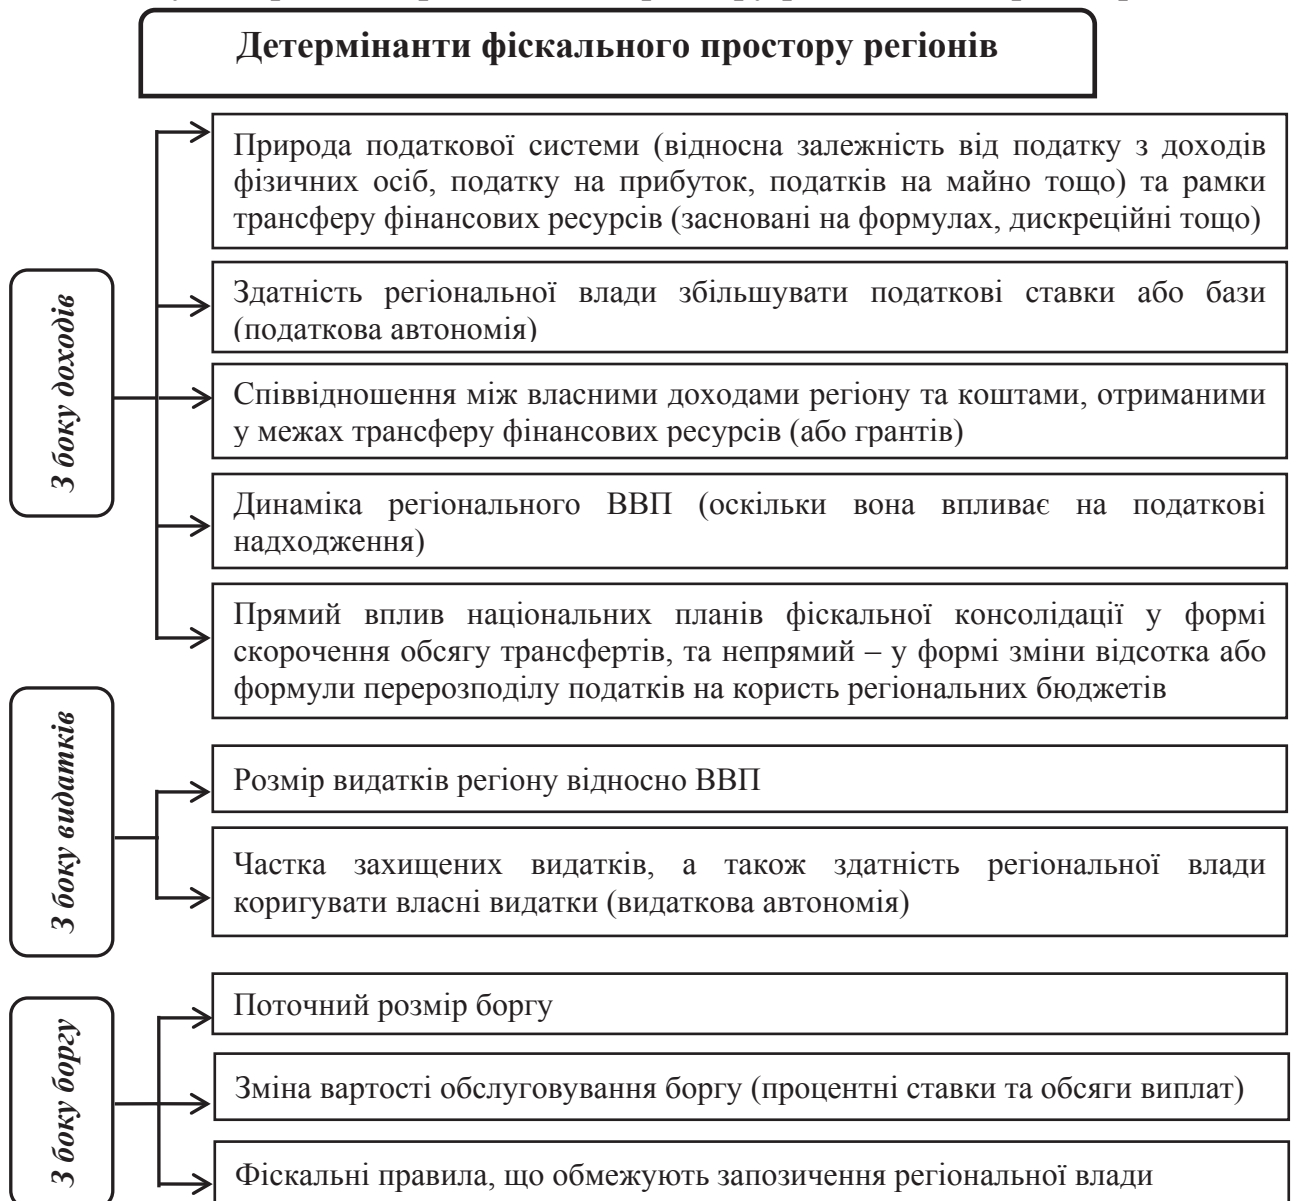 Детермінанти фіскального простору регіонів
З боку доходів
Природа податкової системи (відносна залежність від податку з доходів
фізичних осіб, податку на прибуток, податків на майно тощо) та рамки
трансферу фінансових ресурсів (засновані на формулах, дискреційні тощо)
Здатність регіональної влади збільшувати податкові ставки або бази
(податкова автономія)
Співвідношення між власними доходами регіону та коштами, отриманими
у межах трансферу фінансових ресурсів (або грантів)
Динаміка регіонального ВВП (оскільки вона впливає на податкові
надходження)
Прямий вплив національних планів фіскальної консолідації у формі
скорочення обсягу трансфертів, та непрямий – у формі зміни відсотка або
формули перерозподілу податків на користь регіональних бюджетів
З боку видатків
Розмір видатків регіону відносно ВВП
Частка захищених видатків, а також здатність регіональної влади
коригувати власні видатки (видаткова автономія)
З боку боргу
Поточний розмір боргу
Зміна вартості обслуговування боргу (процентні ставки та обсяги виплат)
Фіскальні правила, що обмежують запозичення регіональної влади